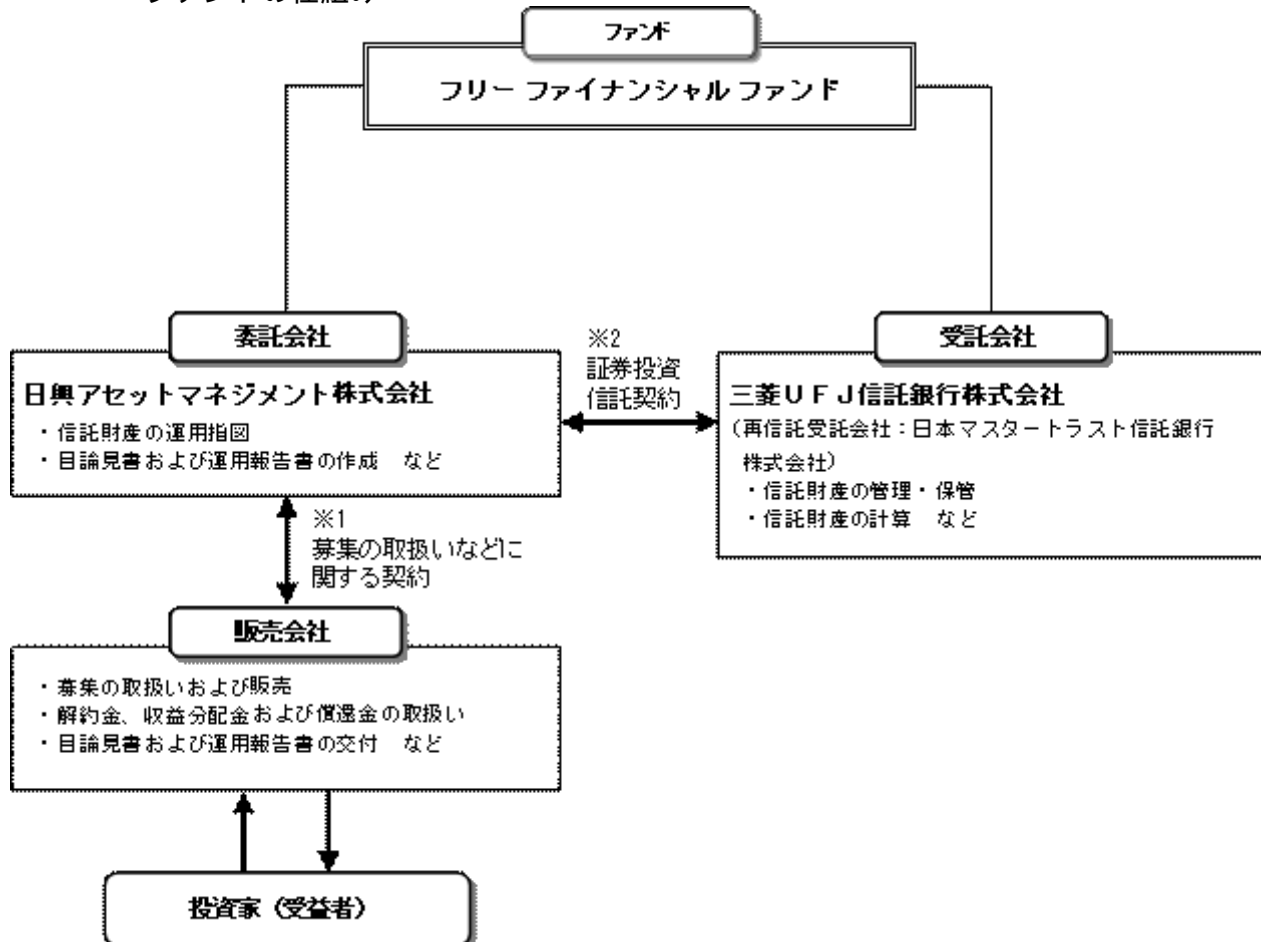 ファンドの仕組み
ファンド
フリー ファイナンシャル ファンド
委託会社
日興アセットマネジメント株式会社
・信託財産の運用指図
・目論見書および運用報告書の作成 など
※2
証券投資
信託契約
受託会社
三菱UFJ信託銀行株式会社
(再信託受託会社:日本マスタートラスト信託銀行
株式会社)
・信託財産の管理・保管
・信託財産の計算 など
※1
募集の取扱いなどに
関する契約
販売会社
・募集の取扱いおよび販売
・解約金、収益分配金および償還金の取扱い
・目論見書および運用報告書の交付 など
投資家(受益者)